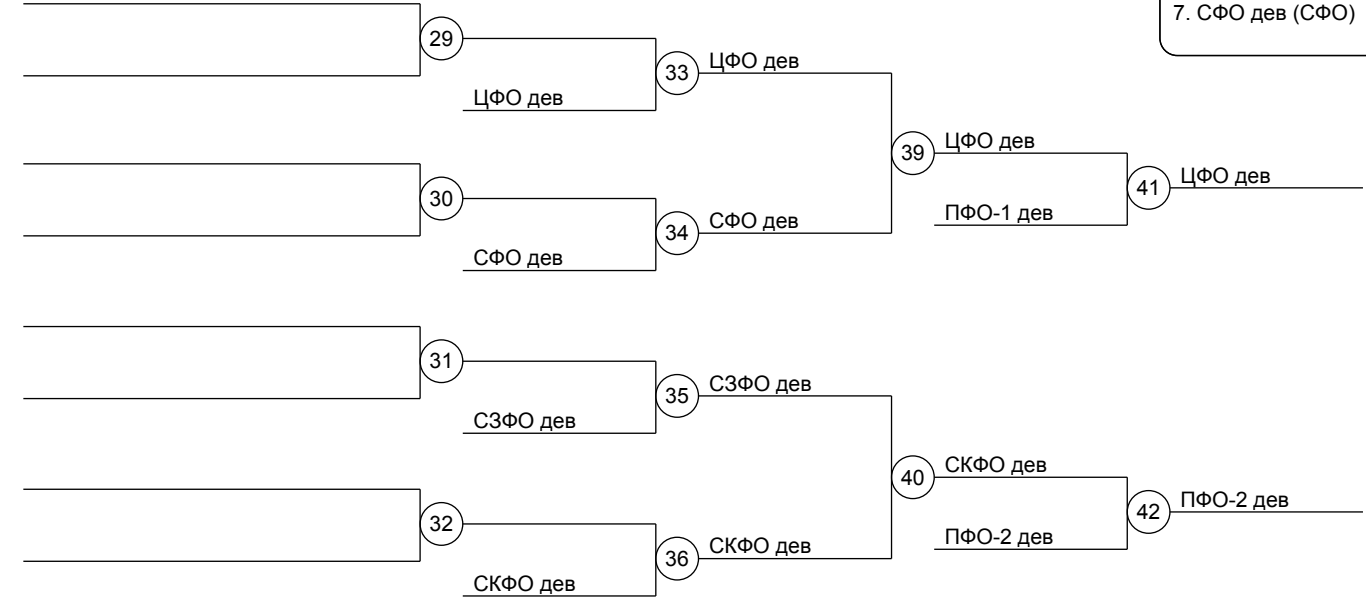 7. СФО дев (СФО)
29
33
ЦФО дев
ЦФО дев
39
ЦФО дев
41
ЦФО дев
30
34
СФО дев
ПФО-1 дев
СФО дев
31
35
СЗФО дев
СЗФО дев
40
СКФО дев
42
ПФО-2 дев
32
36
СКФО дев
ПФО-2 дев
СКФО дев